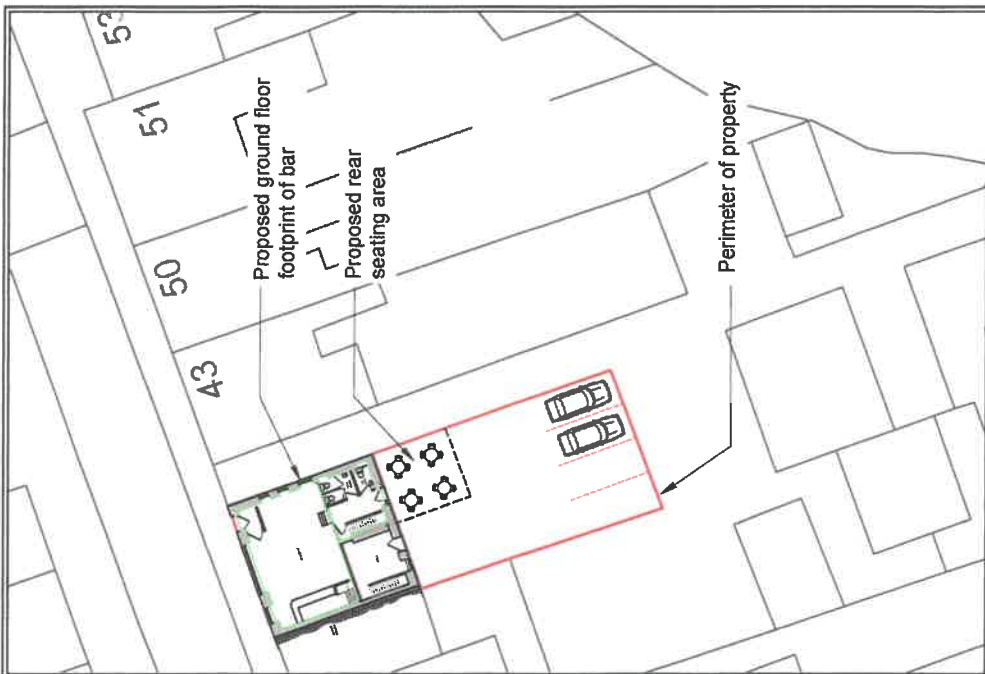 53
51
50
43
Proposed ground floor
footprint of bar
Proposed rear
seating area
Perimeter of property